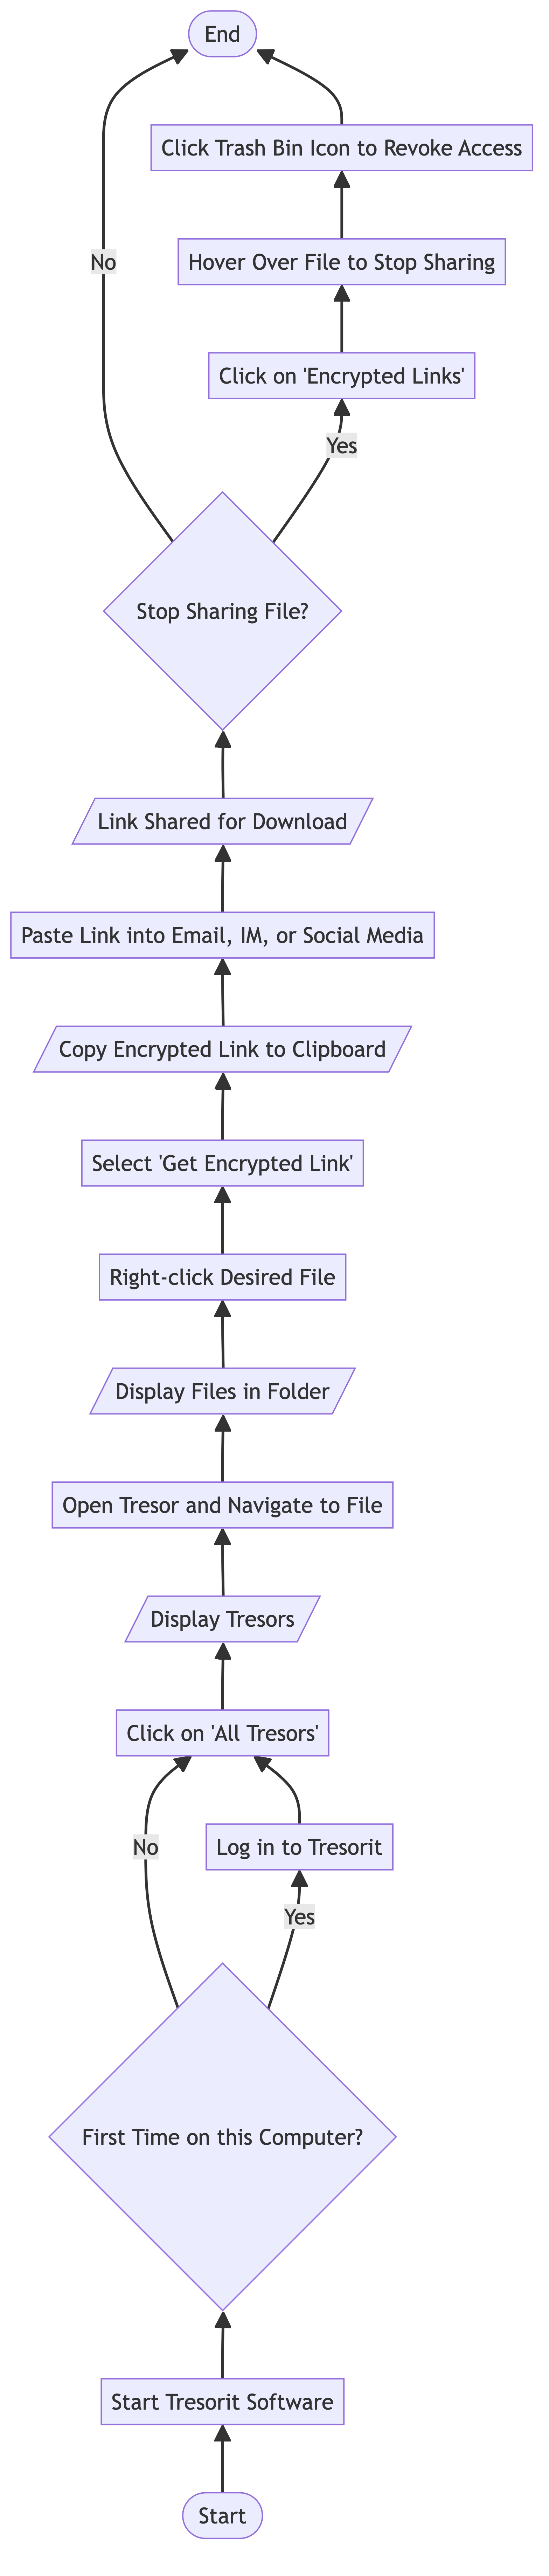 End
Click Trash Bin Icon to Revoke Access
No
Hover Over File to Stop Sharing
Click on 'Encrypted Links'
Yes
Stop Sharing File?
Link Shared for Download
Paste Link into Email, IM, or Social Media
Copy Encrypted Link to Clipboard
Select 'Get Encrypted Link'
Right-click Desired File
Display Files in Folder
Open Tresor and Navigate to File
Display Tresors
Click on 'All Tresors'
No
Log in to Tresorit
Yes
First Time on this Computer?
Start Tresorit Software
Start